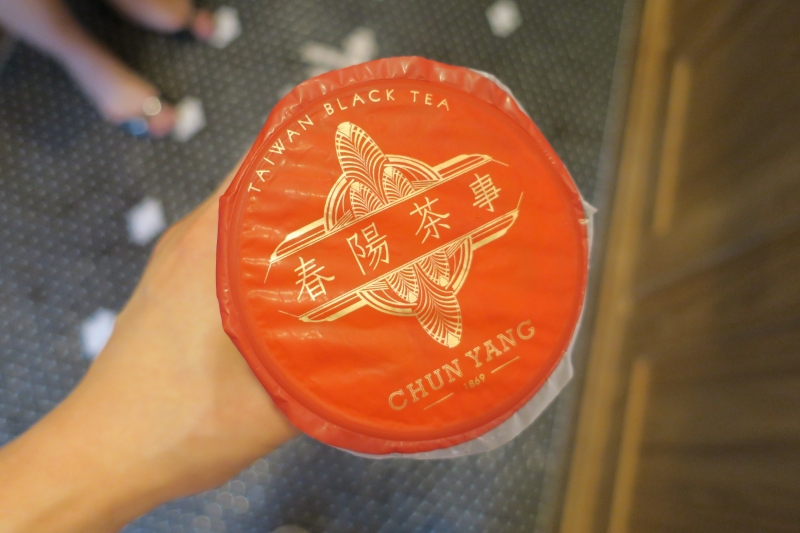 TAIWAN BLACK TEA
春陽茶事
CHUN YANG
1869